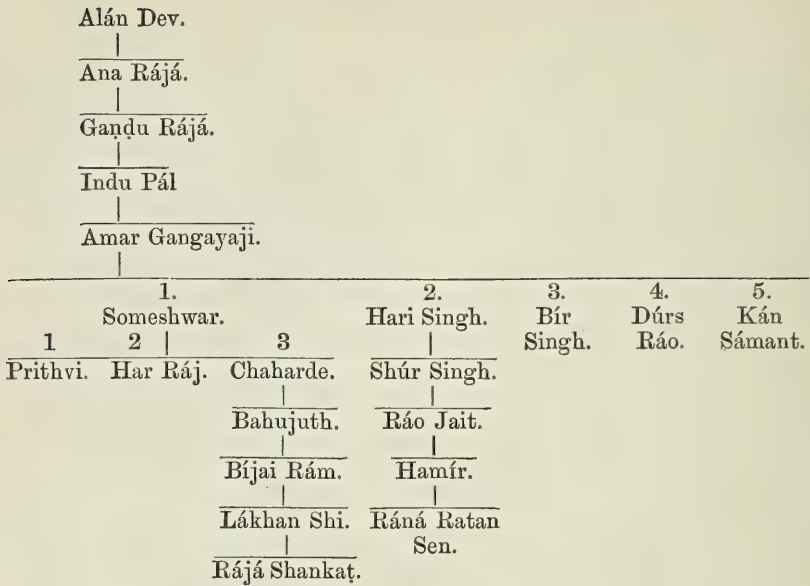 Alán Dev.
Ana Rájá.
Gaṇḍu Rájá.
Indu Pál
Amar Gangayaji.
1. 2. 3. 4. 5.
Someshwar. Hari Singh. Bír Dúrs Kán
1 2 3 Singh. Ráo. Sámant.
Prithvi. Har Ráj. Chaharde. Shúr Singh.
Bahujuth. Ráo Jait.
Bíjai Rám. Hamír.
Lákhan Shi. Ráná Ratan
Sen.
Rájá Shankaṭ.